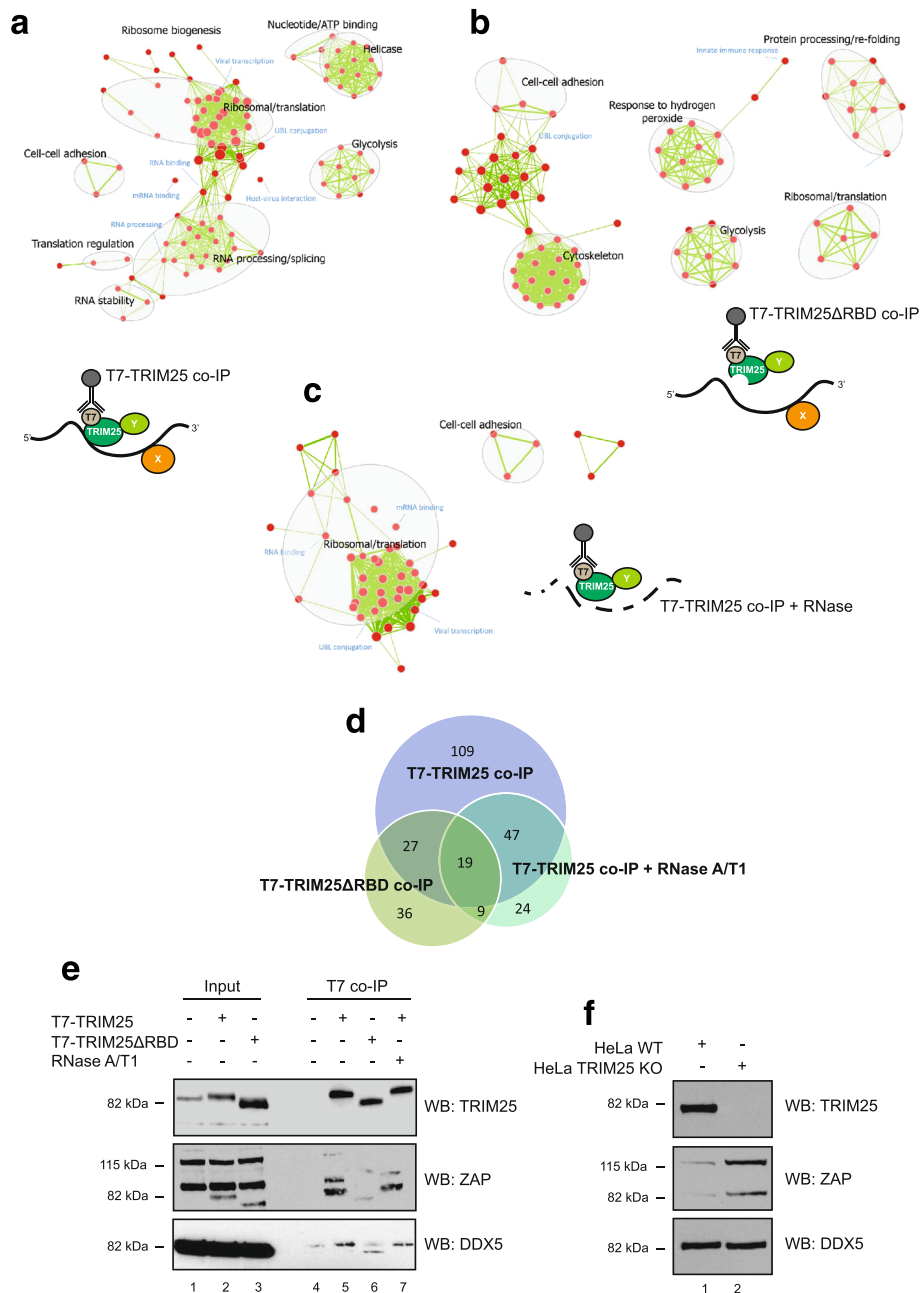 a
Ribosome biogenesis
Nucleotide/ATP binding
Helicase
Viral transcription
Ribosomal/translation
UBL conjugation
Cell-cell adhesion
RNA binding
Glycolysis
mRNA binding
Host-virus interaction
RNA processing
Translation regulation
RNA processing/splicing
RNA stability
T7-TRIM25 co-IP
T7
TRIM25
Y
5'
3'
X
b
Innate immune response
Protein processing/re-folding
Cell-cell adhesion
Response to hydrogen
peroxide
UBL conjugation
Ribosomal/translation
Glycolysis
Cytoskeleton
T7-TRIM25ΔRBD co-IP
T7
TRIM25
Y
5'
3'
X
c
Cell-cell adhesion
mRNA binding
RNA binding
Ribosomal/translation
Viral transcription
UBL conjugation
T7
TRIM25
Y
T7-TRIM25 co-IP + RNase
d
109
T7-TRIM25 co-IP
27
47
19
T7-TRIM25 co-IP + RNase A/T1
T7-TRIM25ΔRBD co-IP
36
9
24
e
Input
T7 co-IP
T7-TRIM25 - + - - + - +
T7-TRIM25ΔRBD - - + - - + -
RNase A/T1 - - - - - - +
82 kDa
WB: TRIM25
115 kDa
82 kDa
WB: ZAP
82 kDa
WB: DDX5
1 2 3 4 5 6 7
f
HeLa WT + -
HeLa TRIM25 KO - +
82 kDa
WB: TRIM25
115 kDa
82 kDa
WB: ZAP
82 kDa
WB: DDX5
1 2